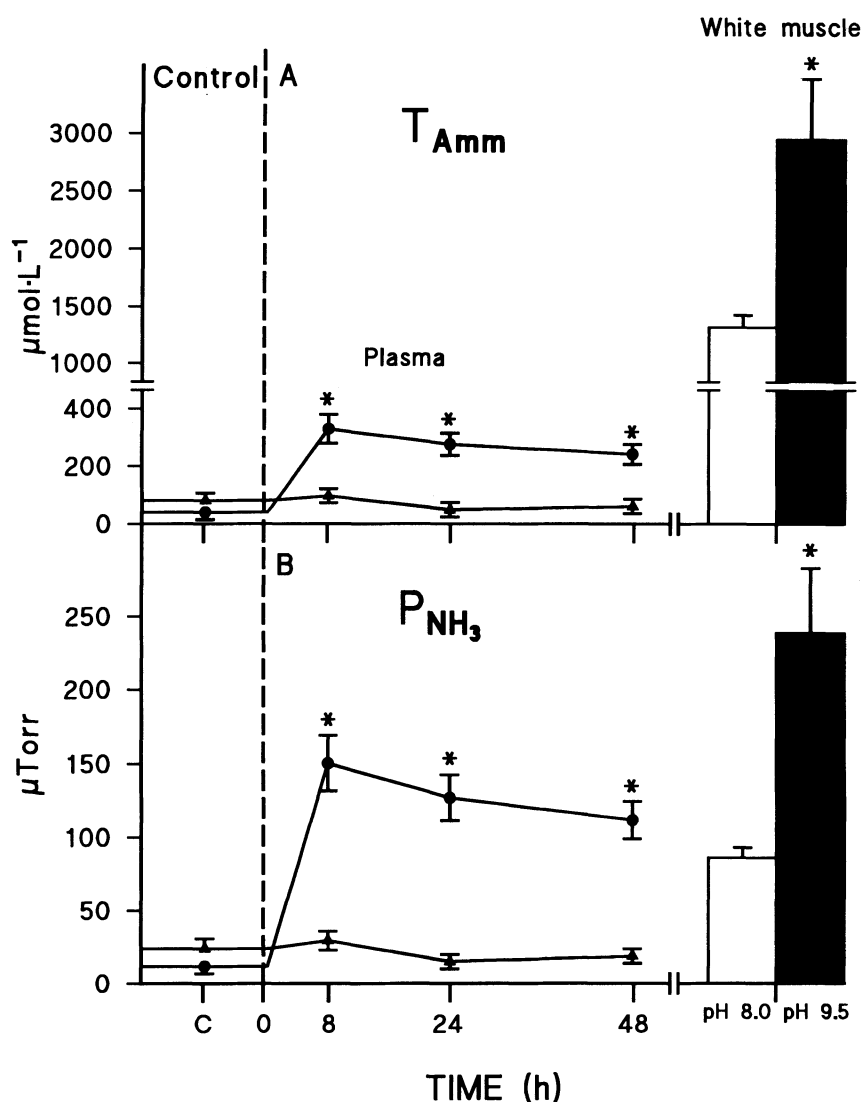 White muscle
Control A
T Amm
*
3000
2500
2000
1500
1000
µmol·L⁻¹
Plasma
* * *
400
200
0
B
P NH₃
*
250
200
150
100
50
0
µTorr
* * *
C 0 8 24 48
pH 8.0 pH 9.5
TIME (h)